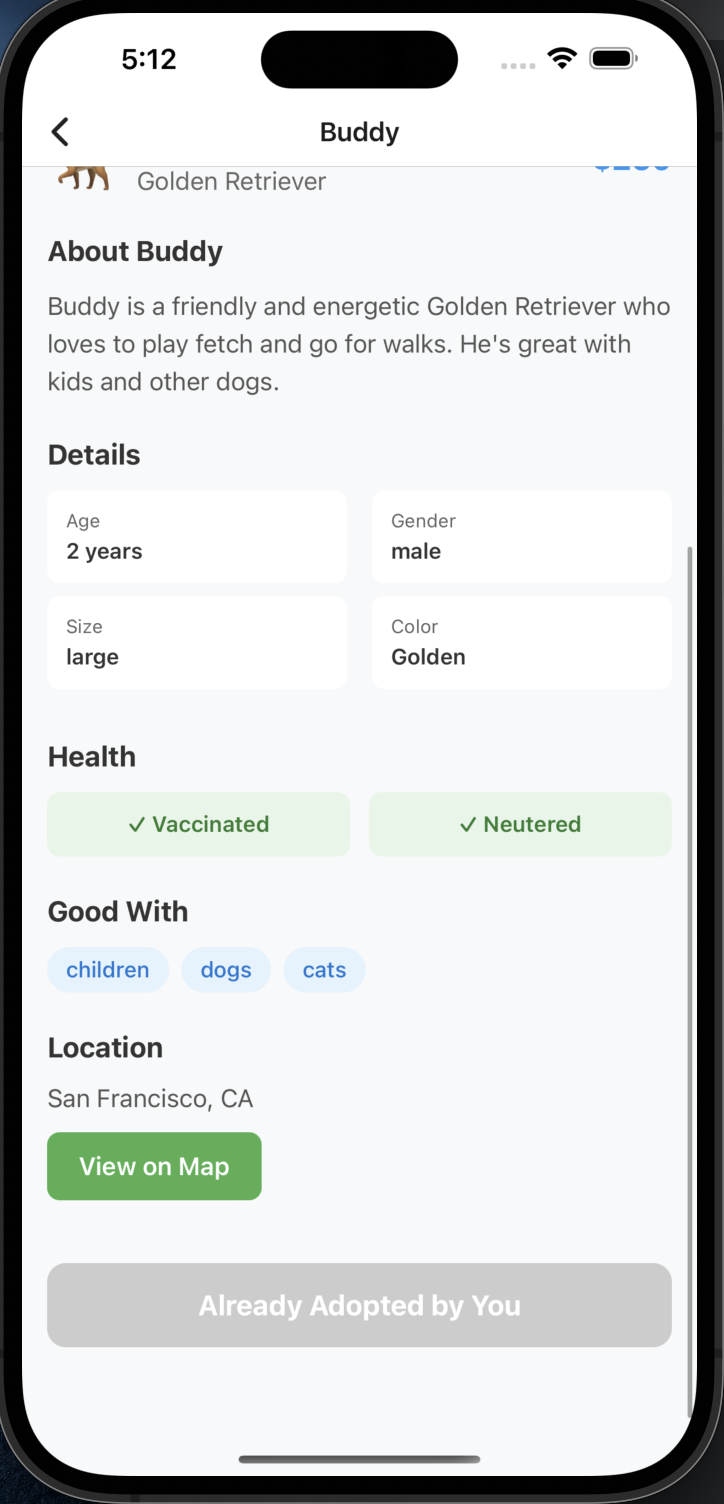 5:12
Buddy
Golden Retriever
About Buddy
Buddy is a friendly and energetic Golden Retriever who
loves to play fetch and go for walks. He's great with
kids and other dogs.
Details
Age
2 years
Gender
male
Size
large
Color
Golden
Health
✓ Vaccinated
✓ Neutered
Good With
children
dogs
cats
Location
San Francisco, CA
View on Map
Already Adopted by You